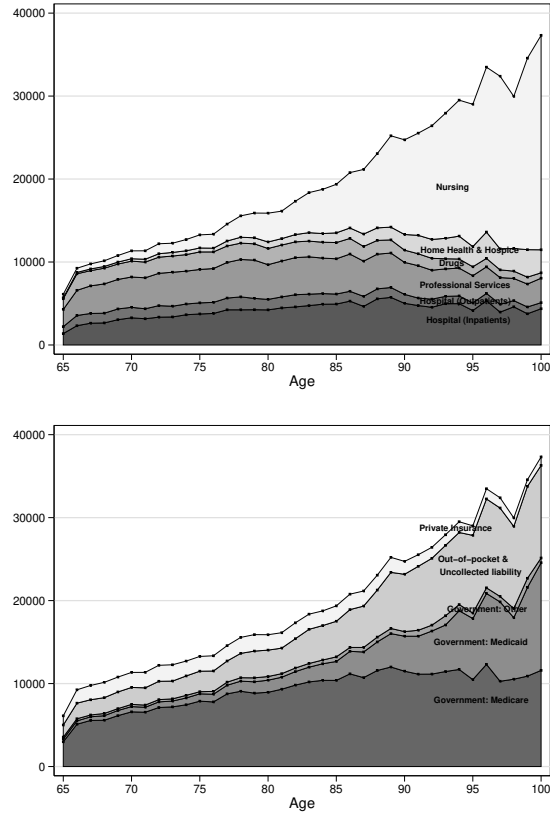 40000
30000
20000
10000
0
Nursing
Home Health & Hospice
Drugs
Professional Services
Hospital (Outpatients)
Hospital (Inpatients)
65 70 75 80 85 90 95 100
Age
40000
30000
20000
10000
0
Private Insurance
Out-of-pocket &
Uncollected liability
Government: Other
Government: Medicaid
Government: Medicare
65 70 75 80 85 90 95 100
Age